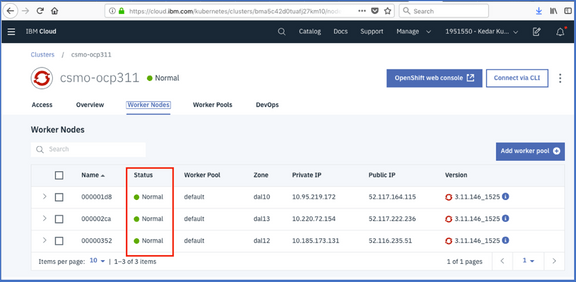 https://cloud.ibm.com/kubernetes/clusters/bma5c42d0tuafj27km10/
Search
IBM Cloud
Catalog
Docs
Support
Manage
1951550 - Kedar Ku...
Clusters / csmo-ocp311
csmo-ocp311
Normal
OpenShift web console
Connect via CLI
Access
Overview
Worker Nodes
Worker Pools
DevOps
Worker Nodes
Search
Add worker pool
Name Status Worker Pool Zone Private IP Public IP Version
000001d8 Normal default dal10 10.95.219.172 52.117.164.115 3.11.146_1525
000002ca Normal default dal13 10.220.72.154 52.117.222.236 3.11.146_1525
00000352 Normal default dal12 10.185.173.131 52.116.235.51 3.11.146_1525
Items per page: 10 | 1–3 of 3 items
1 of 1 pages
1